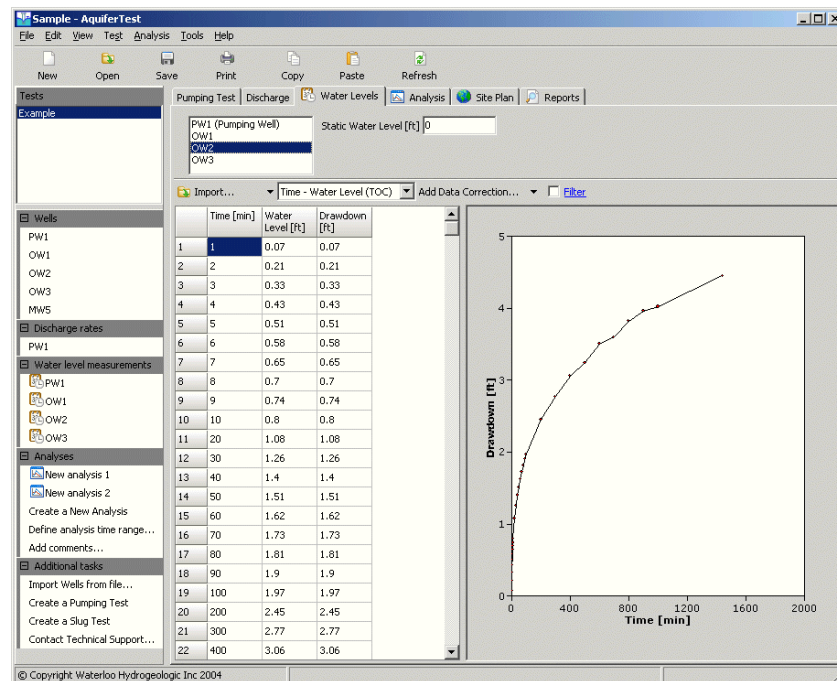 Sample - AquiferTest
File Edit View Test Analysis Tools Help
New Open Save Print Copy Paste Refresh
Tests
Example
Pumping Test Discharge Water Levels Analysis Site Plan Reports
PW1 (Pumping Well)
OW1
OW2
OW3
Static Water Level [ft] 0
Import... Time - Water Level (TOC) Add Data Correction... Filter
Wells
PW1
OW1
OW2
OW3
MW5
Discharge rates
PW1
Water level measurements
PW1
OW1
OW2
OW3
Analyses
New analysis 1
New analysis 2
Create a New Analysis
Define analysis time range...
Add comments...
Additional tasks
Import Wells from file...
Create a Pumping Test
Create a Slug Test
Contact Technical Support...
Time [min] Water Level [ft] Drawdown [ft]
1 1 0.07 0.07
2 2 0.21 0.21
3 3 0.33 0.33
4 4 0.43 0.43
5 5 0.51 0.51
6 6 0.58 0.58
7 7 0.65 0.65
8 8 0.7 0.7
9 9 0.74 0.74
10 10 0.8 0.8
11 20 1.08 1.08
12 30 1.26 1.26
13 40 1.4 1.4
14 50 1.51 1.51
15 60 1.62 1.62
16 70 1.73 1.73
17 80 1.81 1.81
18 90 1.9 1.9
19 100 1.97 1.97
20 200 2.45 2.45
21 300 2.77 2.77
22 400 3.06 3.06
5
4
3
2
1
0
Drawdown [ft]
0 400 800 1200 1600 2000
Time [min]
© Copyright Waterloo Hydrogeologic Inc 2004